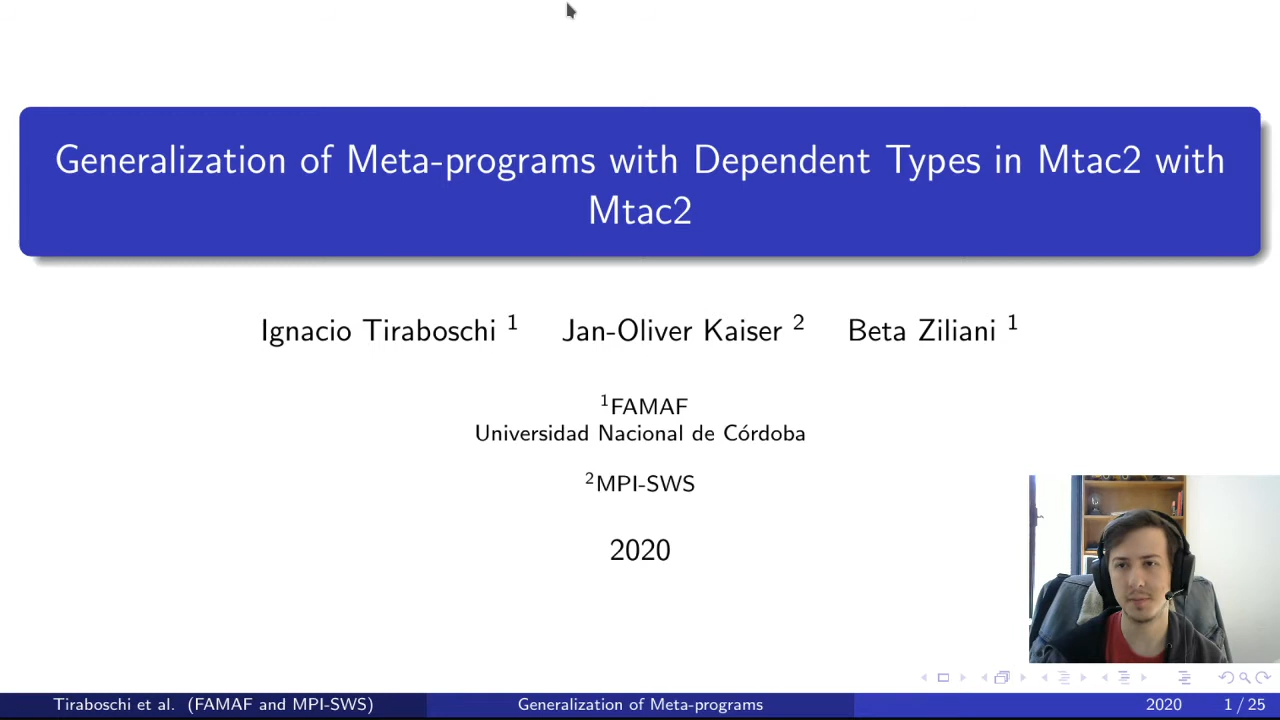 Generalization of Meta-programs with Dependent Types in Mtac2 with
Mtac2
Ignacio Tiraboschi 1 Jan-Oliver Kaiser 2 Beta Ziliani 1
1FAMAF
Universidad Nacional de Córdoba
2MPI-SWS
2020
Tiraboschi et al. (FAMAF and MPI-SWS) Generalization of Meta-programs 2020 1 / 25